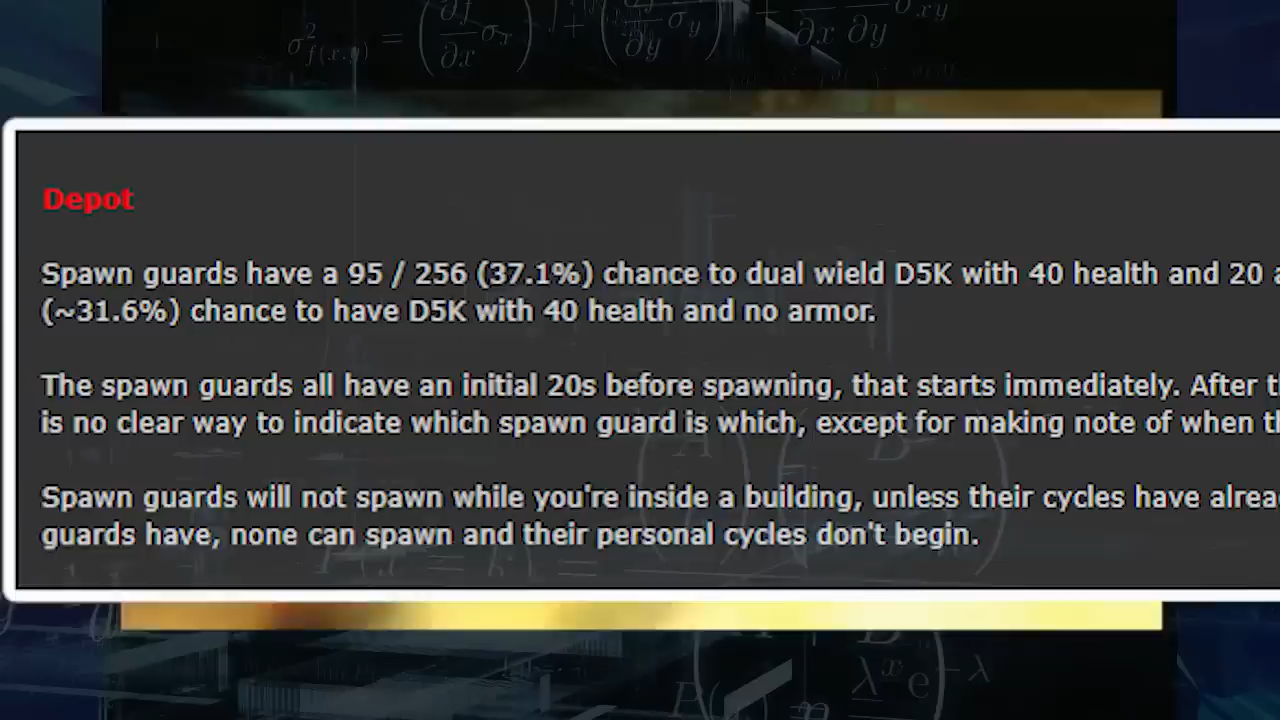 Depot
Spawn guards have a 95 / 256 (37.1%) chance to dual wield D5K with 40 health and 20
(~31.6%) chance to have D5K with 40 health and no armor.
The spawn guards all have an initial 20s before spawning, that starts immediately. After
is no clear way to indicate which spawn guard is which, except for making note of when
Spawn guards will not spawn while you're inside a building, unless their cycles have
guards have, none can spawn and their personal cycles don't begin.